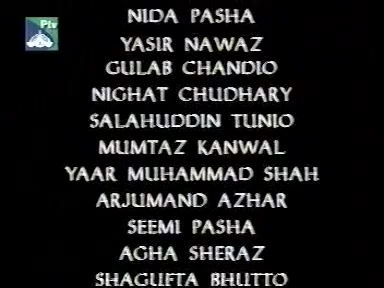 Ptv
NIDA PASHA
YASIR NAWAZ
GULAB CHANDIO
NIGHAT CHUDHARY
SALAHUDDIN TUNIO
MUMTAZ KANWAL
YAAR MUHAMMAD SHAH
ARJUMAND AZHAR
SEEMI PASHA
AGHA SHERAZ
SHAGUFTA BHUTTO